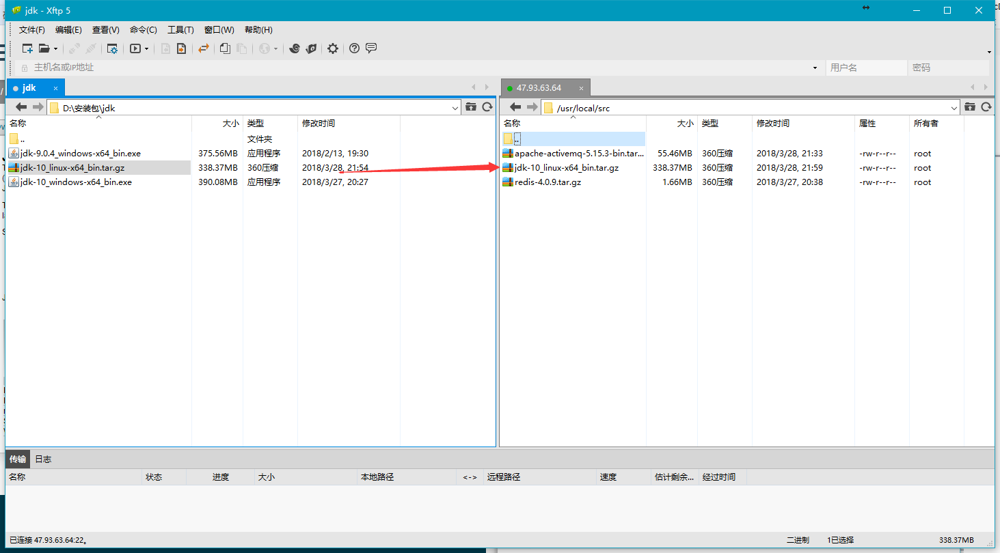 jdk - Xftp 5
文件(F) 编辑(E) 查看(V) 命令(C) 工具(T) 窗口(W) 帮助(H)
主机名或IP地址 用户名 密码
jdk × 47.93.63.64 ×
D:\安装包\jdk /usr/local/src
名称 大小 类型 修改时间 名称 大小 类型 修改时间 属性 所有者
.. 文件夹 ..
jdk-9.0.4_windows-x64_bin.exe 375.56MB 应用程序 2018/2/13, 19:30 apache-activemq-5.15.3-bin.tar... 55.46MB 360压缩 2018/3/28, 21:33 -rw-r--r-- root
jdk-10_linux-x64_bin.tar.gz 338.37MB 360压缩 2018/3/28, 21:54 jdk-10_linux-x64_bin.tar.gz 338.37MB 360压缩 2018/3/28, 21:59 -rw-r--r-- root
jdk-10_windows-x64_bin.exe 390.08MB 应用程序 2018/3/27, 20:27 redis-4.0.9.tar.gz 1.66MB 360压缩 2018/3/27, 20:38 -rw-r--r-- root
传输 日志
名称 状态 进度 大小 本地路径 <-> 远程路径 速度 估计剩余... 经过时间
已连接 47.93.63.64:22。 二进制 1已选择 338.37MB